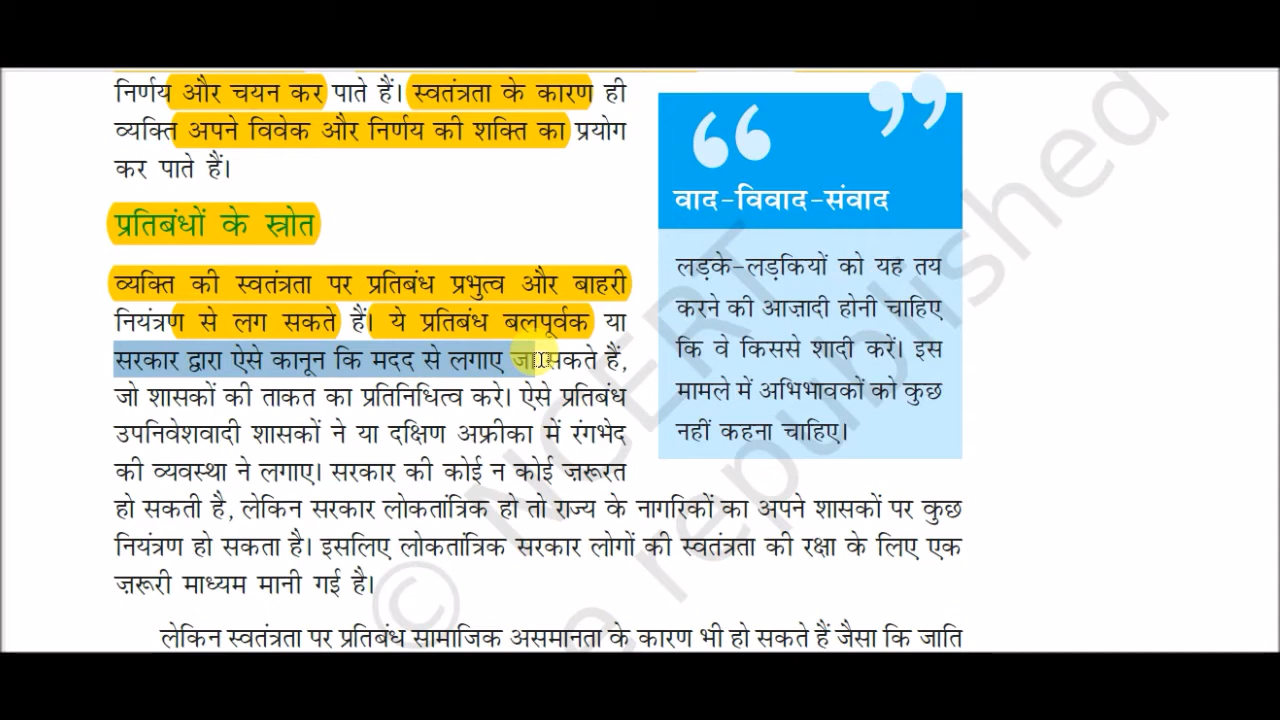 निर्णय और चयन कर पाते हैं। स्वतंत्रता के कारण ही
व्यक्ति अपने विवेक और निर्णय की शक्ति का प्रयोग
कर पाते हैं।
प्रतिबंधों के स्त्रोत
व्यक्ति की स्वतंत्रता पर प्रतिबंध प्रभुत्व और बाहरी
नियंत्रण से लग सकते हैं। ये प्रतिबंध बलपूर्वक या
सरकार द्वारा ऐसे कानून कि मदद से लगाए जा सकते हैं,
जो शासकों की ताकत का प्रतिनिधित्व करे। ऐसे प्रतिबंध
उपनिवेशवादी शासकों ने या दक्षिण अफ्रीका में रंगभेद
की व्यवस्था ने लगाए। सरकार की कोई न कोई ज़रूरत
हो सकती है, लेकिन सरकार लोकतांत्रिक हो तो राज्य के नागरिकों का अपने शासकों पर कुछ
नियंत्रण हो सकता है। इसलिए लोकतांत्रिक सरकार लोगों की स्वतंत्रता की रक्षा के लिए एक
ज़रूरी माध्यम मानी गई है।
लेकिन स्वतंत्रता पर प्रतिबंध सामाजिक असमानता के कारण भी हो सकते हैं जैसा कि जाति
वाद-विवाद-संवाद
लड़के-लड़कियों को यह तय
करने की आज़ादी होनी चाहिए
कि वे किससे शादी करें। इस
मामले में अभिभावकों को कुछ
नहीं कहना चाहिए।
© NCERT
republished